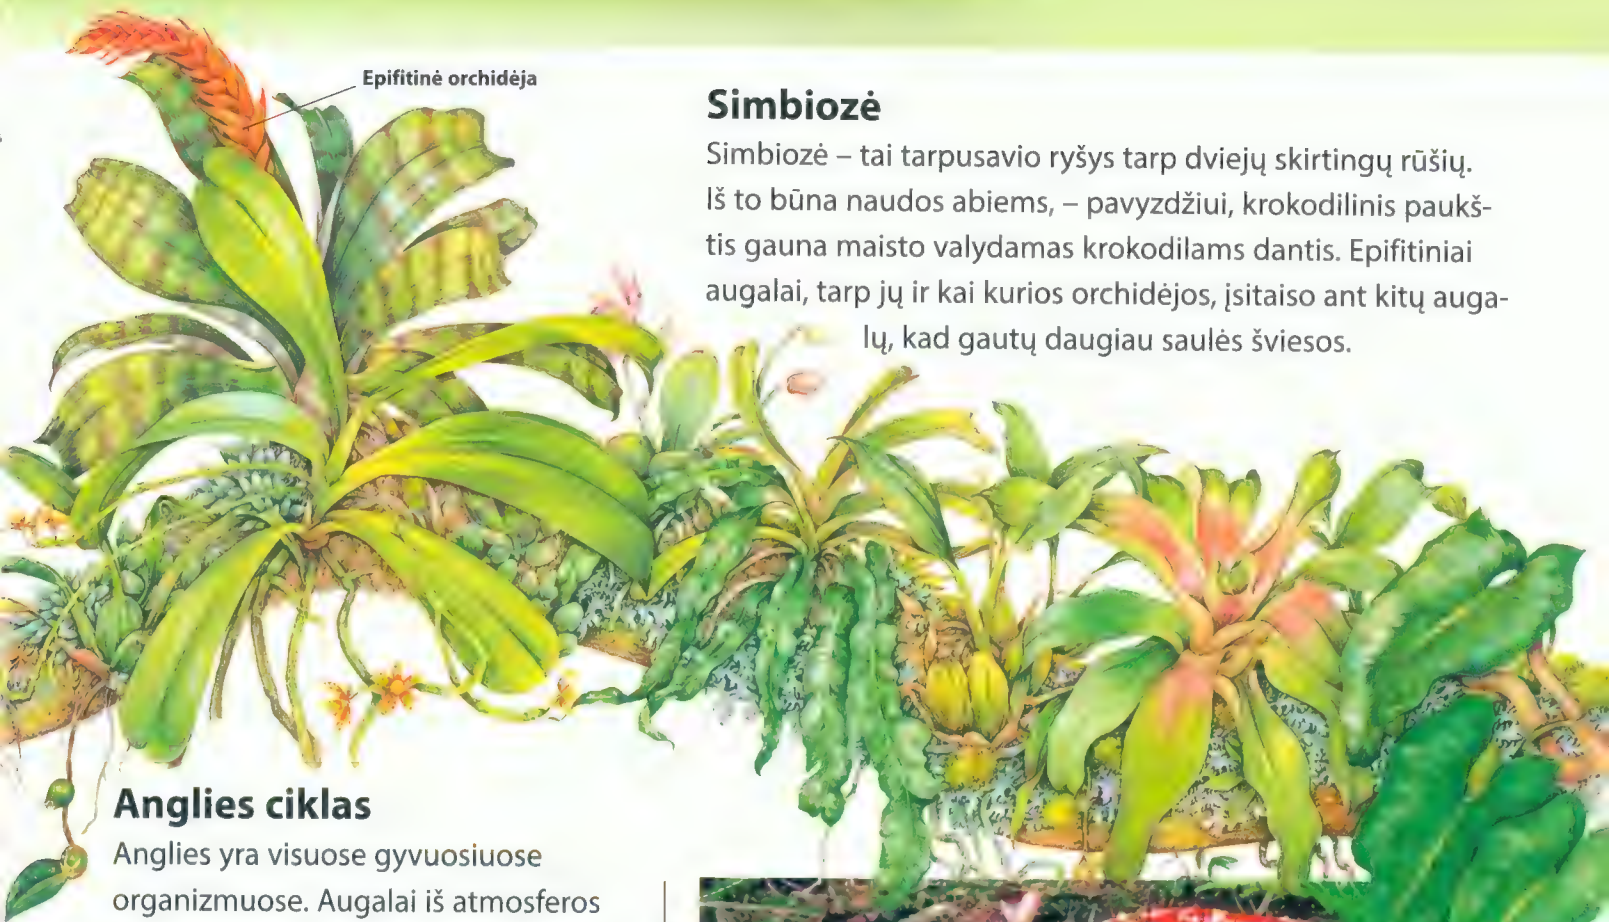 Epifitinė orchidėja
Simbiozė
Simbiozė – tai tarpusavio ryšys tarp dviejų skirtingų rūšių.
Iš to būna naudos abiems, – pavyzdžiui, krokodilinis paukš-
tis gauna maisto valydamas krokodilams dantis. Epifitiniai
augalai, tarp jų ir kai kurios orchidėjos, įsitaiso ant kitų auga-
lų, kad gautų daugiau saulės šviesos.
Anglies ciklas
Anglies yra visuose gyvuosiuose
organizmuose. Augalai iš atmosferos